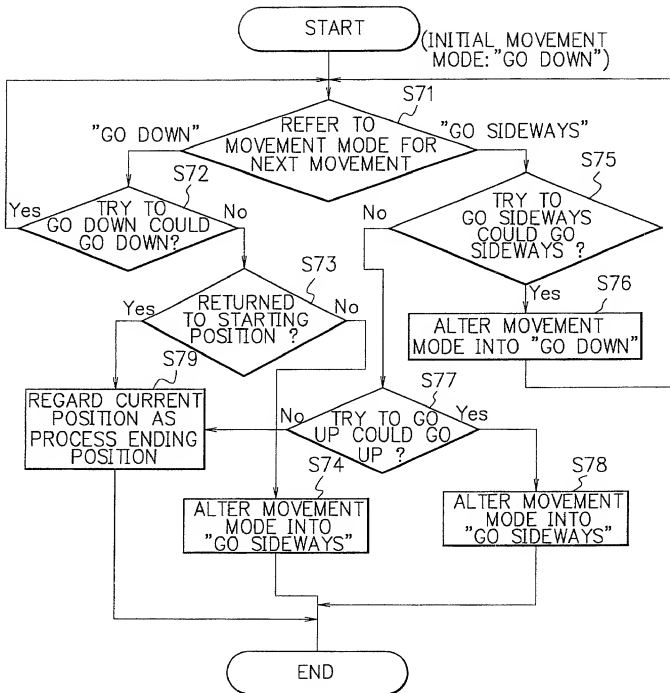 START
(INITIAL MOVEMENT
MODE:"GO DOWN")
S71
REFER TO
MOVEMENT MODE FOR
NEXT MOVEMENT
"GO DOWN"
"GO SIDEWAYS"
S72
TRY TO
GO DOWN COULD
GO DOWN?
Yes
No
S75
TRY TO
GO SIDEWAYS
COULD GO
SIDEWAYS ?
No
Yes
S73
RETURNED
TO STARTING
POSITION ?
Yes
No
S76
ALTER MOVEMENT
MODE INTO "GO DOWN"
S79
REGARD CURRENT
POSITION AS
PROCESS ENDING
POSITION
S77
TRY TO GO
UP COULD GO
UP ?
No
Yes
S74
ALTER MOVEMENT
MODE INTO
"GO SIDEWAYS"
S78
ALTER MOVEMENT
MODE INTO
"GO SIDEWAYS"
END